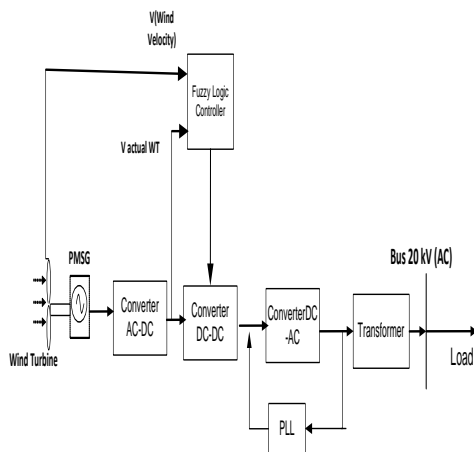 V(Wind
Velocity)
Fuzzy Logic
Controller
V actual WT
PMSG
Bus 20 kV (AC)
Converter
AC-DC
Converter
DC-DC
ConverterDC
-AC
Transformer
Wind Turbine
Load
PLL